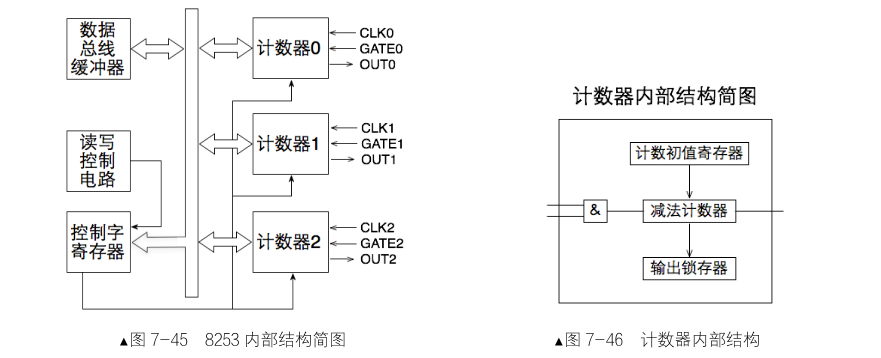 数据
总线
缓冲器
计数器0
CLK0
GATE0
OUT0
读写
控制
电路
计数器1
CLK1
GATE1
OUT1
控制字
寄存器
计数器2
CLK2
GATE2
OUT2
▲图 7-45 8253 内部结构简图
计数器内部结构简图
计数初值寄存器
&
减法计数器
输出锁存器
▲图 7-46 计数器内部结构